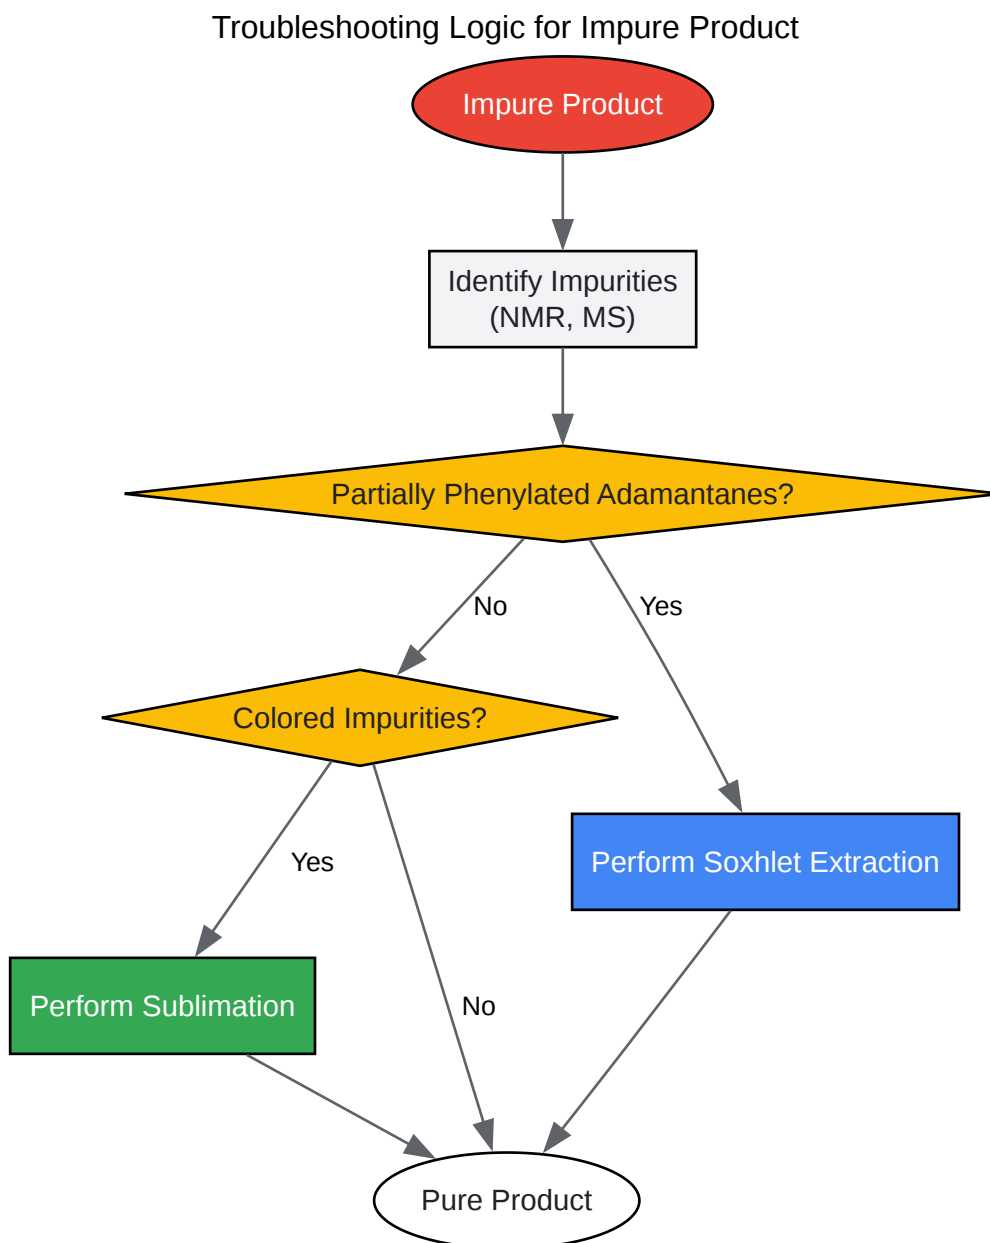 Troubleshooting Logic for Impure Product
Impure Product
Identify Impurities
(NMR, MS)
Partially Phenylated Adamantanes?
No
Yes
Colored Impurities?
Yes
Perform Soxhlet Extraction
Perform Sublimation
No
Pure Product